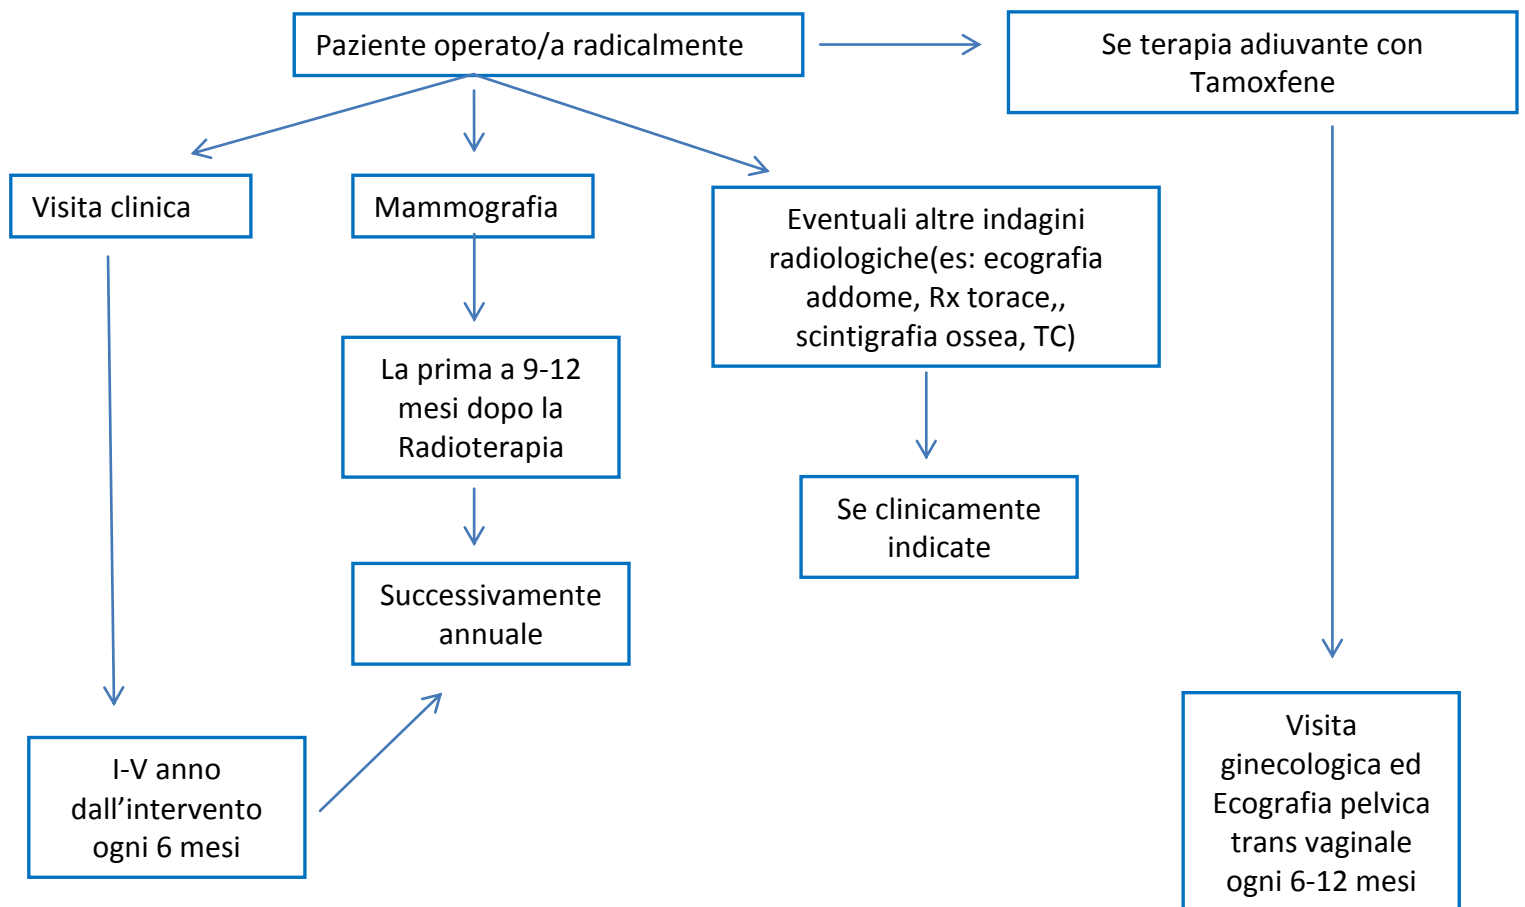 Paziente operato/a radicalmente
Se terapia adiuvante con
Tamoxfene
Visita clinica
Mammografia
Eventuali altre indagini
radiologiche(es: ecografia
addome, Rx torace,,
scintigrafia ossea, TC)
La prima a 9-12
mesi dopo la
Radioterapia
Se clinicamente
indicate
Successivamente
annuale
I-V anno
dall’intervento
ogni 6 mesi
Visita
ginecologica ed
Ecografia pelvica
trans vaginale
ogni 6-12 mesi